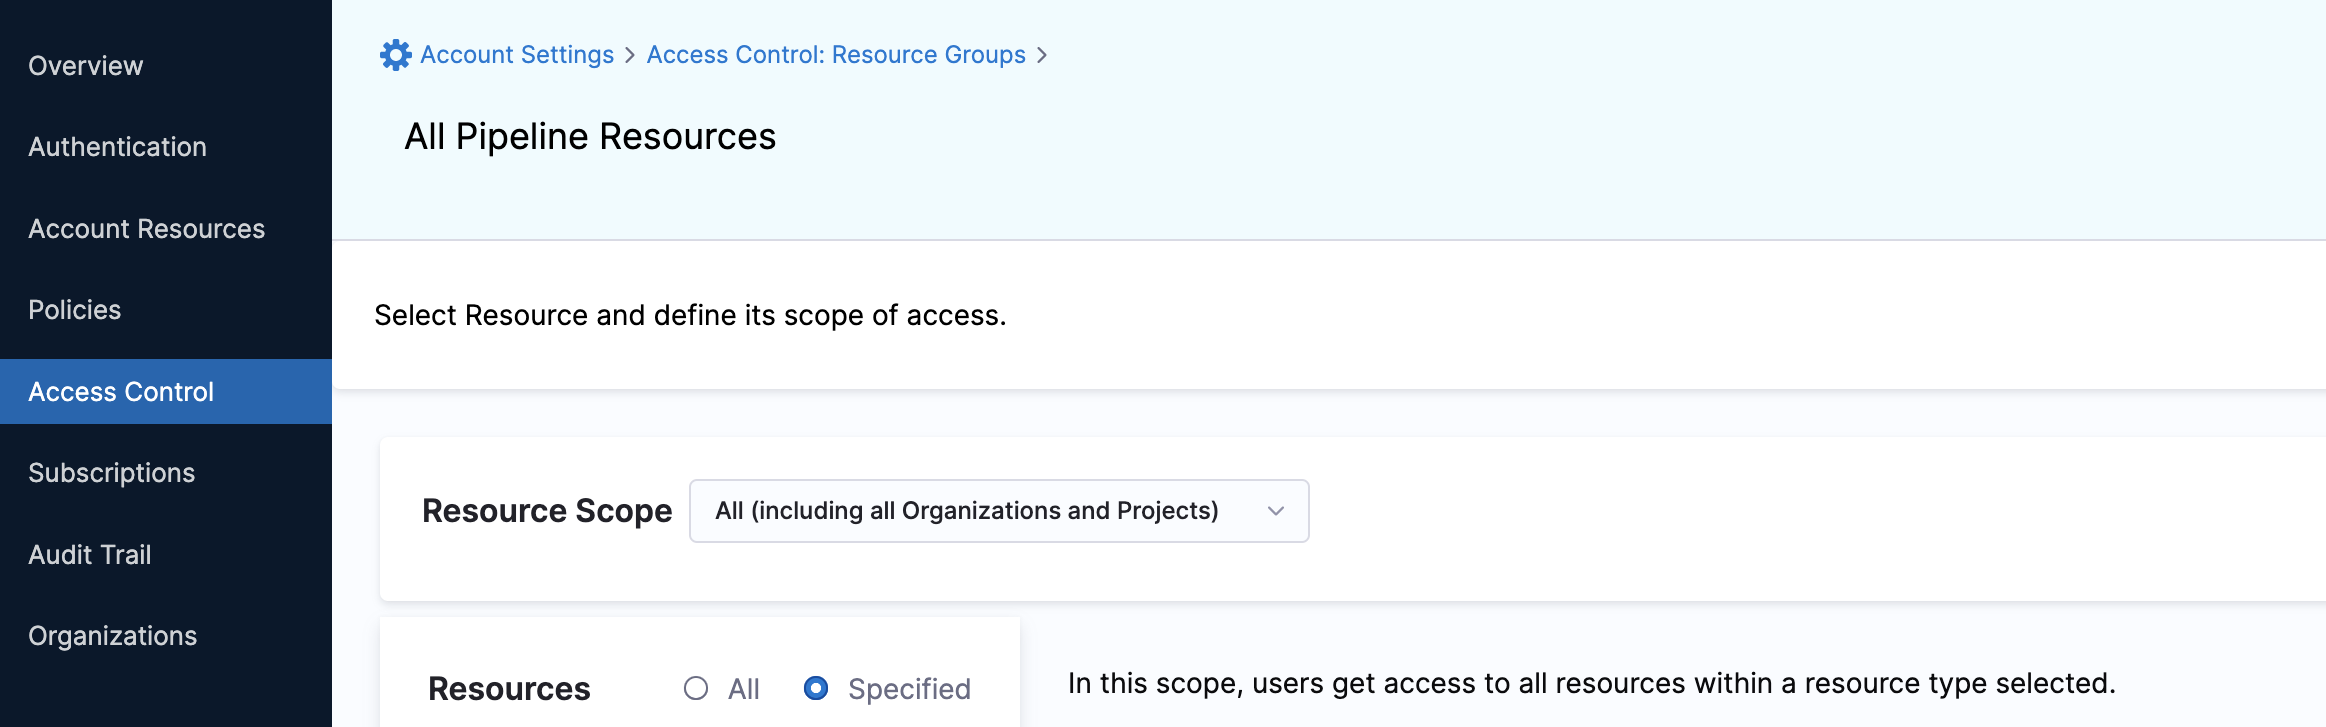 Overview
Authentication
Account Resources
Policies
Access Control
Subscriptions
Audit Trail
Organizations
Account Settings > Access Control: Resource Groups >
All Pipeline Resources
Select Resource and define its scope of access.
Resource Scope All (including all Organizations and Projects)
Resources All Specified
In this scope, users get access to all resources within a resource type selected.